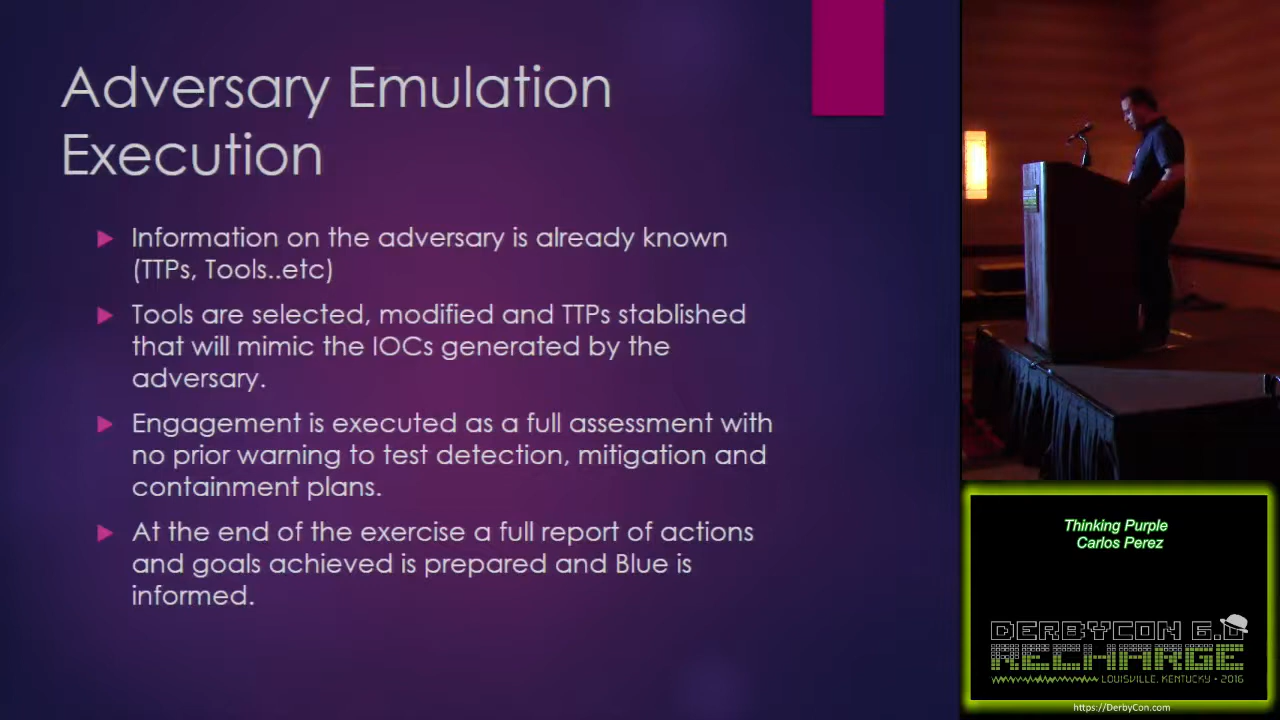 Adversary Emulation
Execution
Information on the adversary is already known
(TTPs, Tools..etc)
Tools are selected, modified and TTPs stablished
that will mimic the IOCs generated by the
adversary.
Engagement is executed as a full assessment with
no prior warning to test detection, mitigation and
containment plans.
At the end of the exercise a full report of actions
and goals achieved is prepared and Blue is
informed.
Thinking Purple
Carlos Perez
DERBYCON 6.0
RECHARGE
LOUISVILLE, KENTUCKY • 2016
https://DerbyCon.com